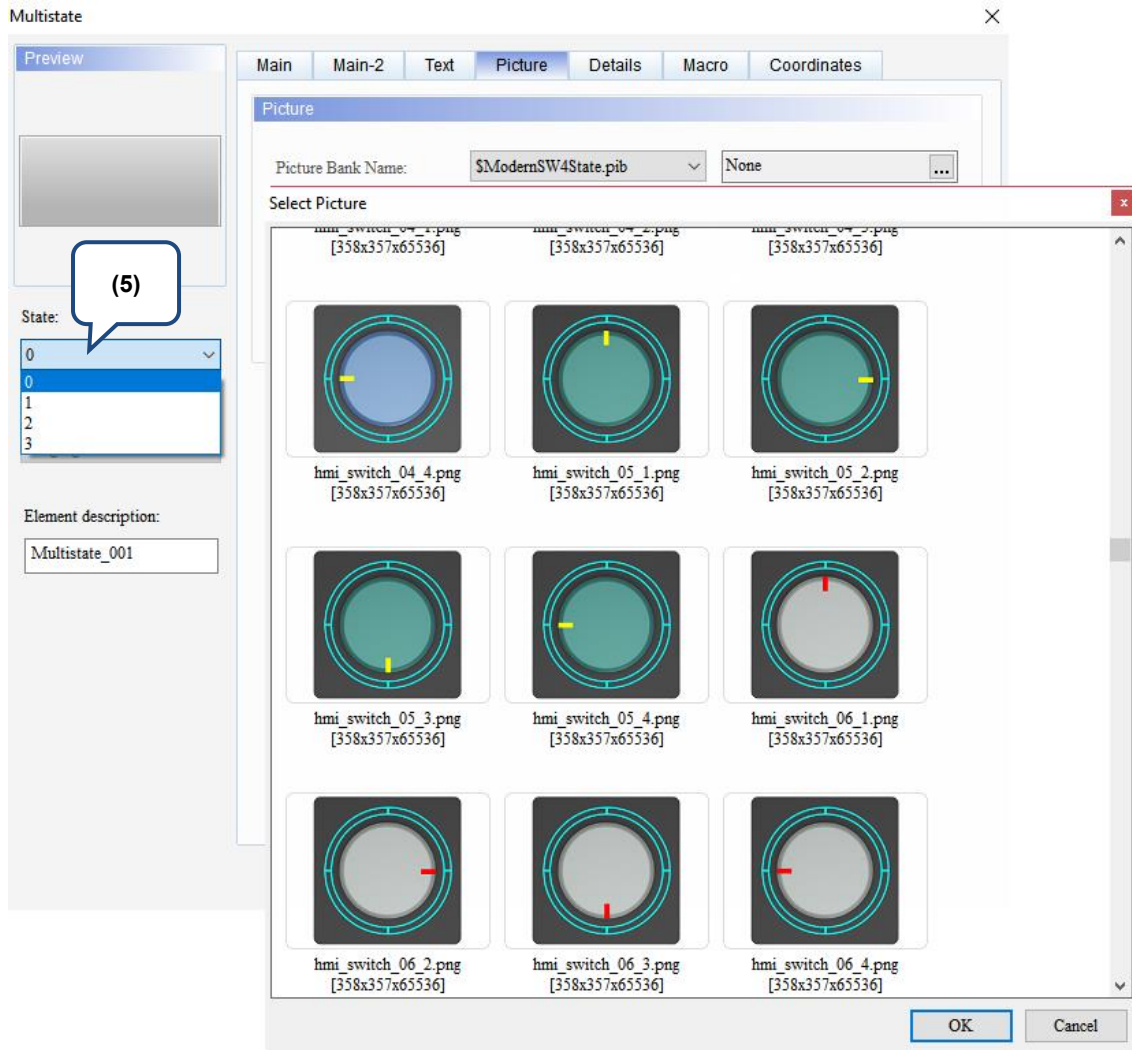 Multistate
Preview
Main Main-2 Text Picture Details Macro Coordinates
Picture
Picture Bank Name: $ModernSW4State.pib None ...
Select Picture x
[358x357x65536] [358x357x65536] [358x357x65536]
(5)
State:
0
0
1
2
3
hmi_switch_04_4.png hmi_switch_05_1.png hmi_switch_05_2.png
[358x357x65536] [358x357x65536] [358x357x65536]
Element description:
Multistate_001
hmi_switch_05_3.png hmi_switch_05_4.png hmi_switch_06_1.png
[358x357x65536] [358x357x65536] [358x357x65536]
hmi_switch_06_2.png hmi_switch_06_3.png hmi_switch_06_4.png
[358x357x65536] [358x357x65536] [358x357x65536]
OK Cancel